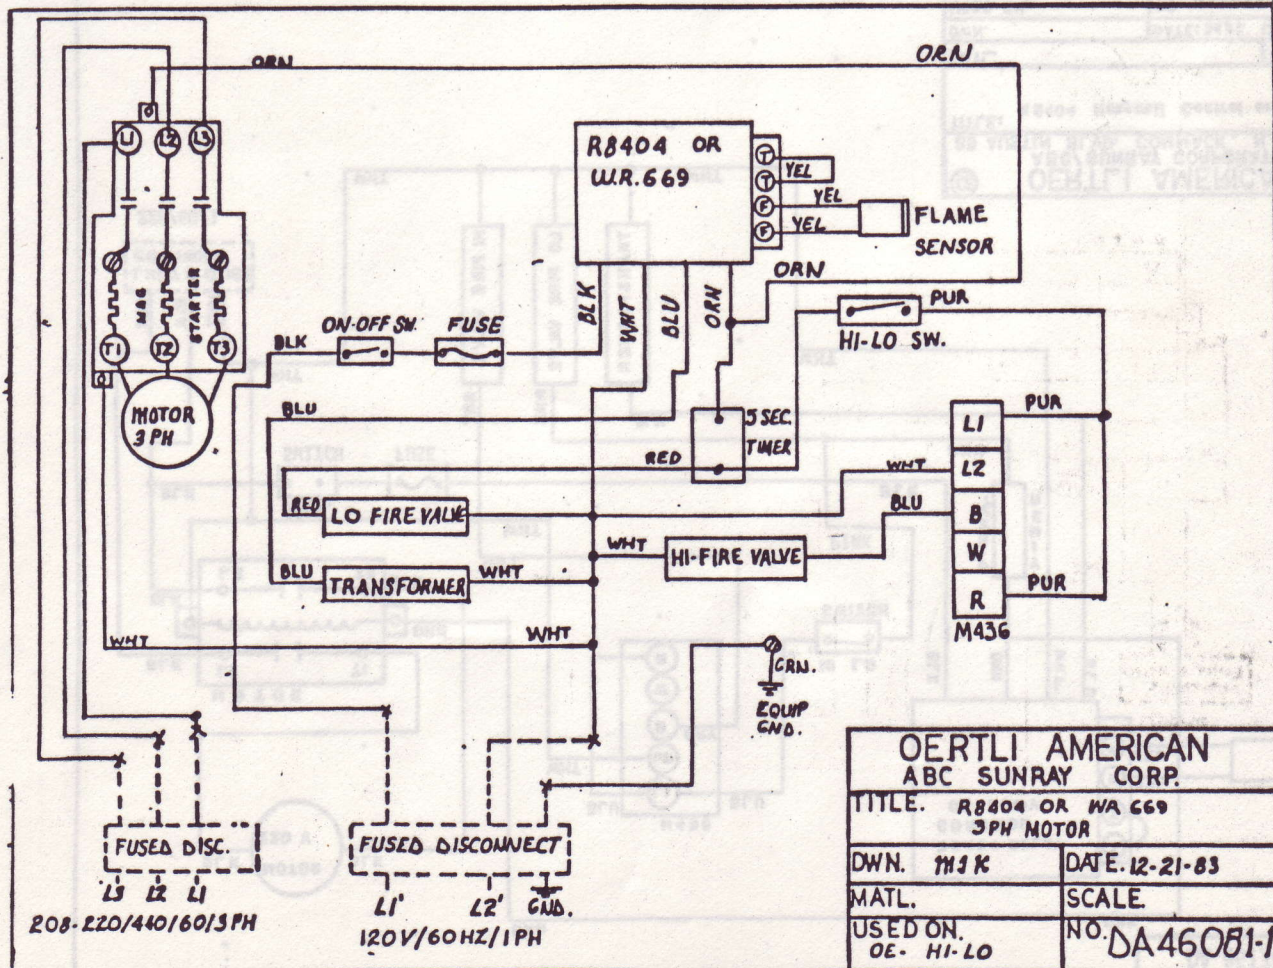 ORN
ORN
L1 L2 L3
R8404 OR
W.R.669
T
YEL
T
YEL
F
YEL
F
FLAME
SENSOR
ORN
MAG
STARTER
BLK
WHT
BLU
ORN
PUR
HI-LO SW.
ON-OFF SW.
FUSE
BLK
T1 T2 T3
MOTOR
3 PH
BLU
5 SEC.
TIMER
RED
PUR
L1
L2
B
W
R
M436
WHT
BLU
RED
LO FIRE VALVE
WHT
HI-FIRE VALVE
BLU
TRANSFORMER
WHT
PUR
WHT
WHT
GRN.
EQUIP
GND.
FUSED DISC.
L3 L2 L1
208-220/440/60/3PH
FUSED DISCONNECT
L1' L2' GND.
120V/60HZ/1PH
OERTLI AMERICAN
ABC SUNRAY CORP.
TITLE. R8404 OR WR 669
3PH MOTOR
DWN. MJK
DATE. 12-21-83
MATL.
SCALE.
USED ON.
OE- HI-LO
NO. DA46081-1